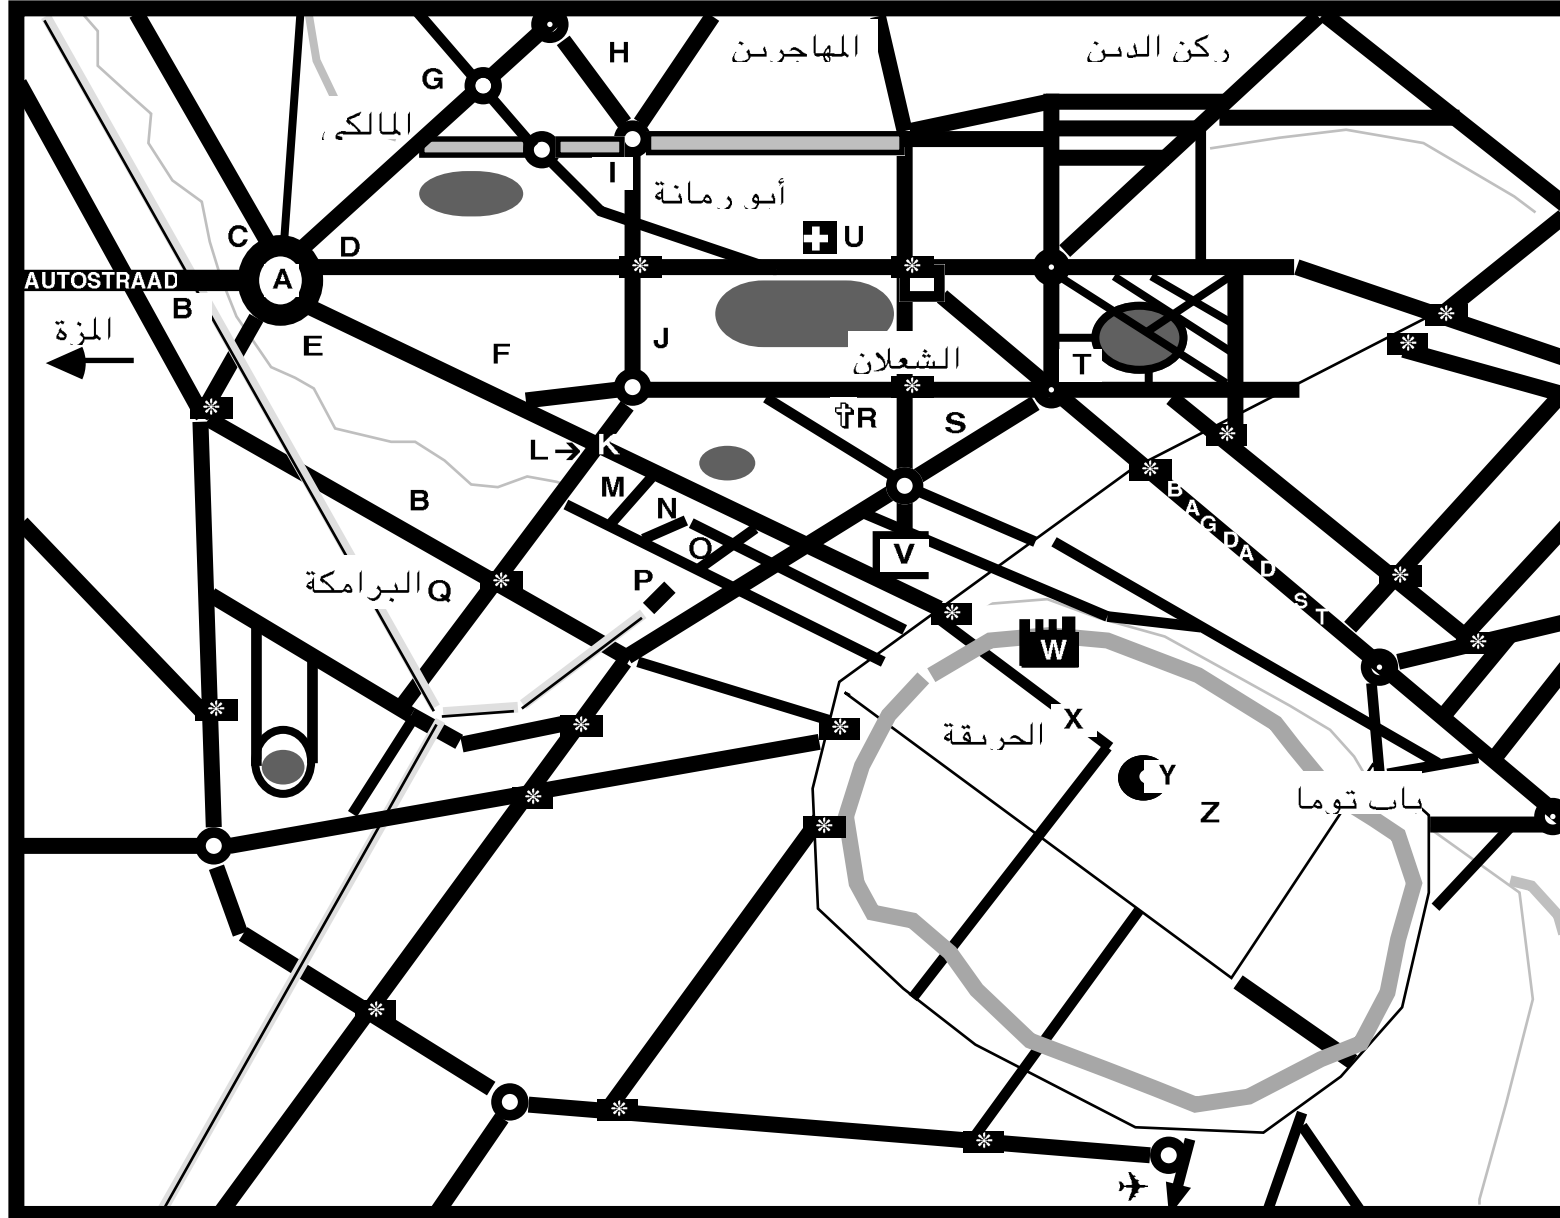 H
المهاجرين
ركن الدين
G
المالكي
I
أبو رمانة
C
D
U
AUTOSTRAAD
A
B
المزة
E
F
J
الشعلان
T
R
S
L
K
B
M
N
O
V
BAGDAD ST
البرامكة
Q
P
W
الحريقة
X
Y
Z
باب توما